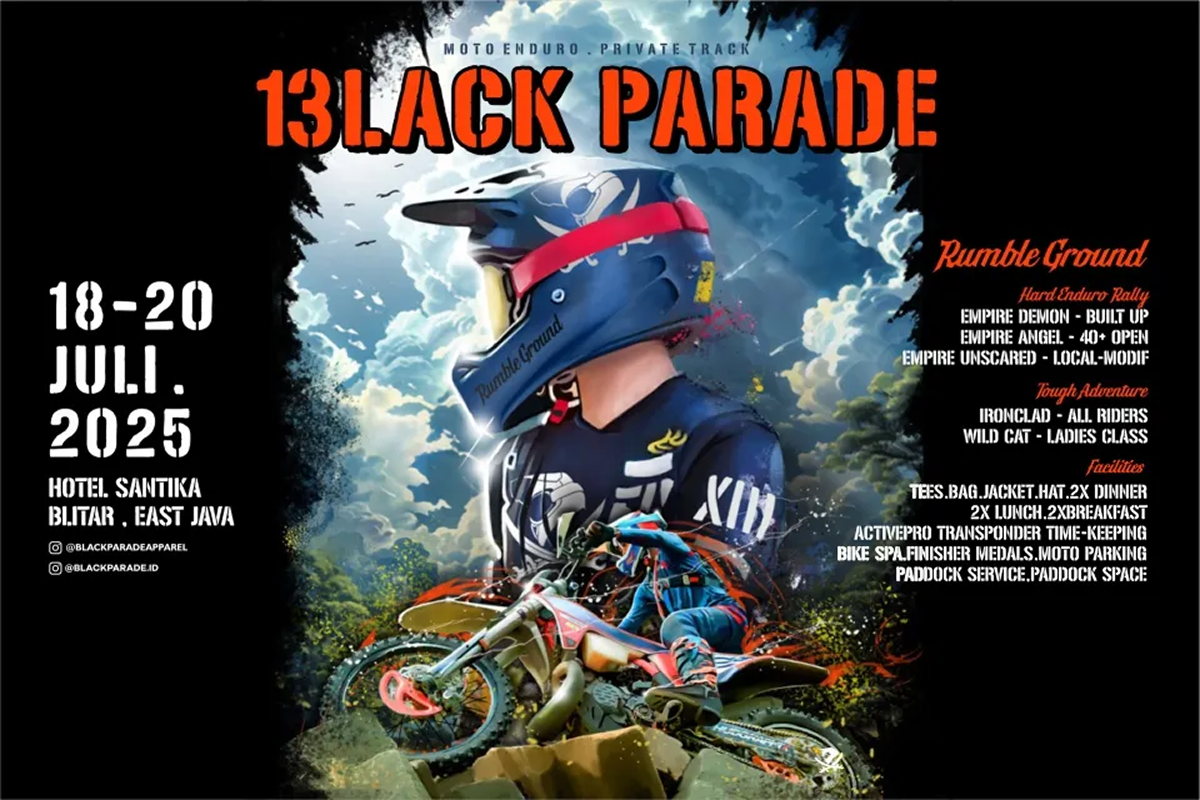 MOTO ENDURO . PRIVATE TRACK
13LACK PARADE
18-20
JULI .
2025
HOTEL SANTIKA
BLITAR , EAST JAVA
@BLACKPARADEAPPAREL
@BLACKPARADE.ID
Rumble Ground
XIII
Rumble Ground
Hard Enduro Rally
EMPIRE DEMON - BUILT UP
EMPIRE ANGEL - 40+ OPEN
EMPIRE UNSCARED - LOCAL-MODIF
Tough Adventure
IRONCLAD - ALL RIDERS
WILD CAT - LADIES CLASS
Facilities
TEES.BAG.JACKET.HAT.2X DINNER
2X LUNCH.2XBREAKFAST
ACTIVEPRO TRANSPONDER TIME-KEEPING
BIKE SPA.FINISHER MEDALS.MOTO PARKING
PADDOCK SERVICE.PADDOCK SPACE